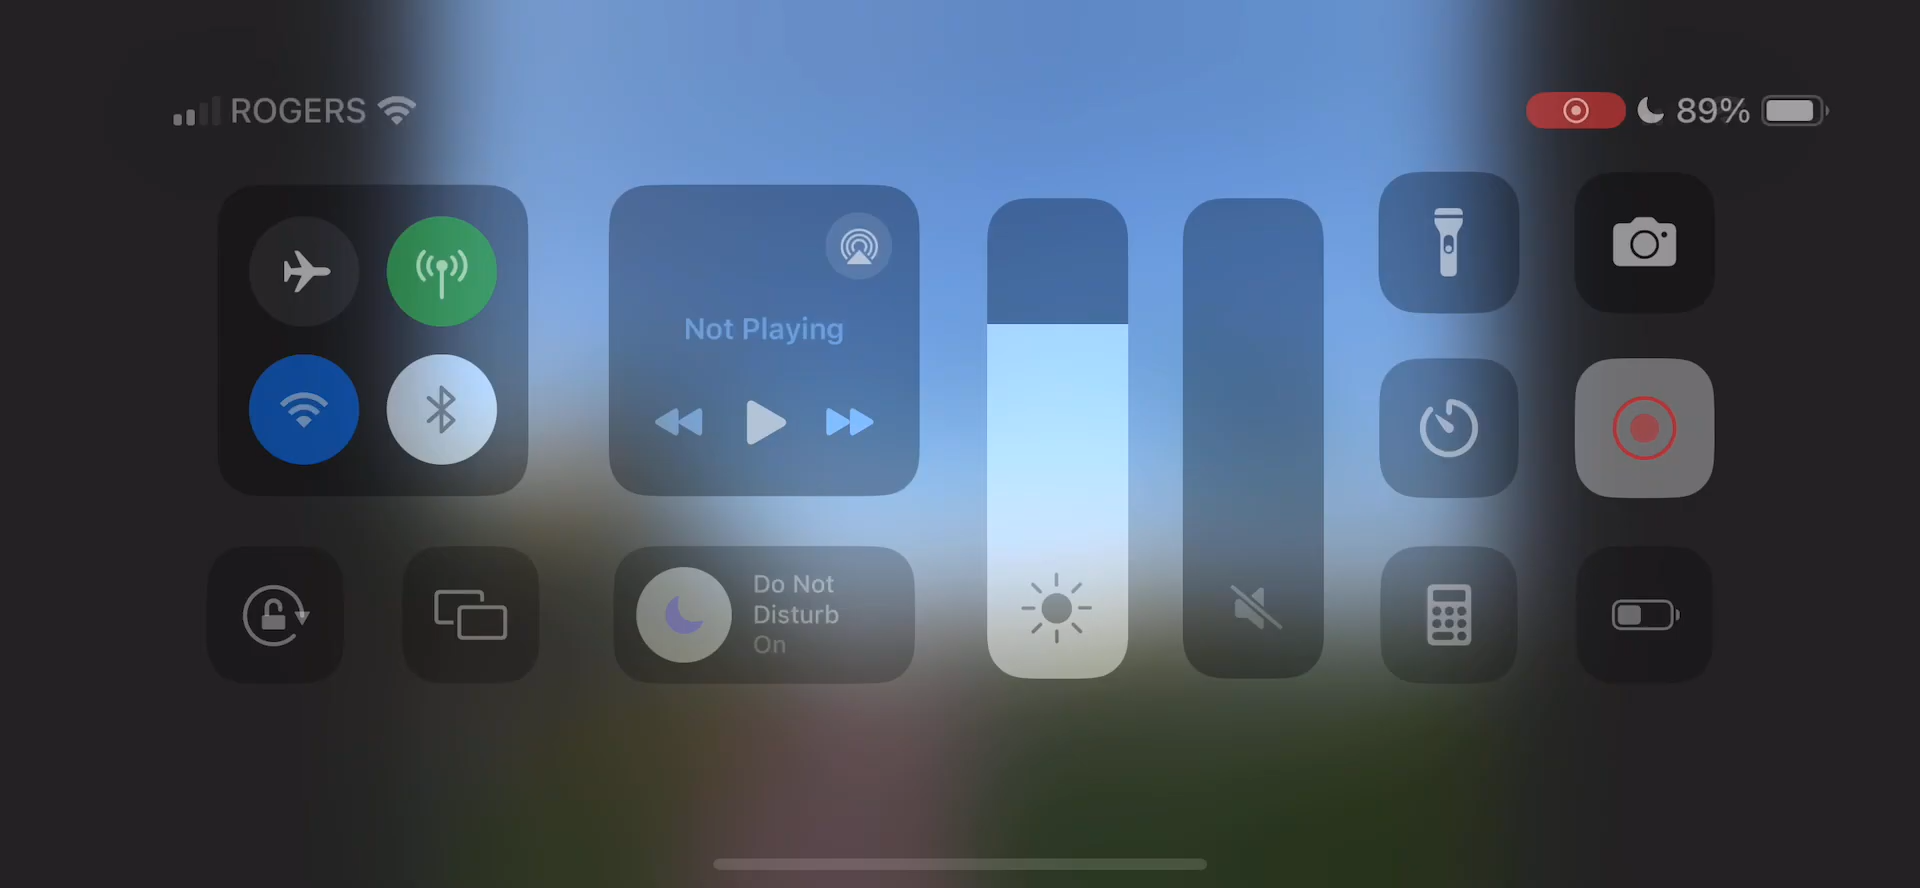 ROGERS
89%
Not Playing
Do Not
Disturb
On